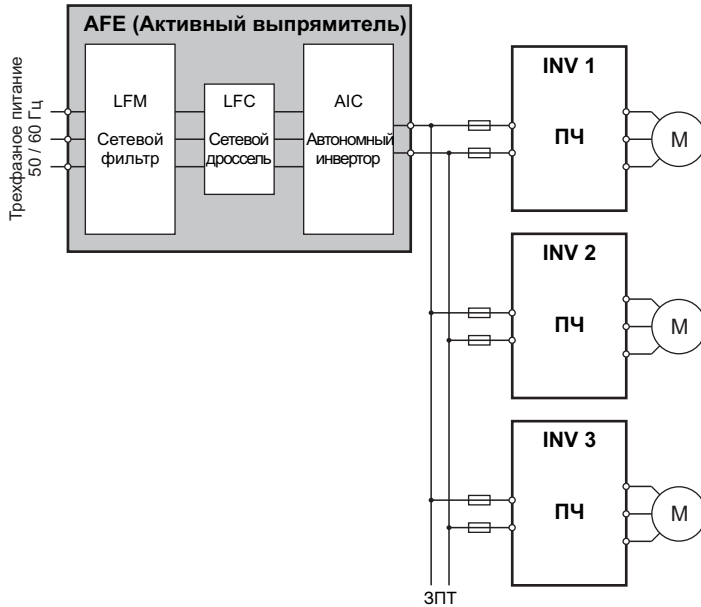 AFE (Активный выпрямитель)
Трехфазное питание
50 / 60 Гц
LFM
Сетевой
фильтр
LFC
Сетевой
дроссель
AIC
Автономный
инвертор
INV 1
ПЧ
M
INV 2
ПЧ
M
INV 3
ПЧ
M
ЗПТ